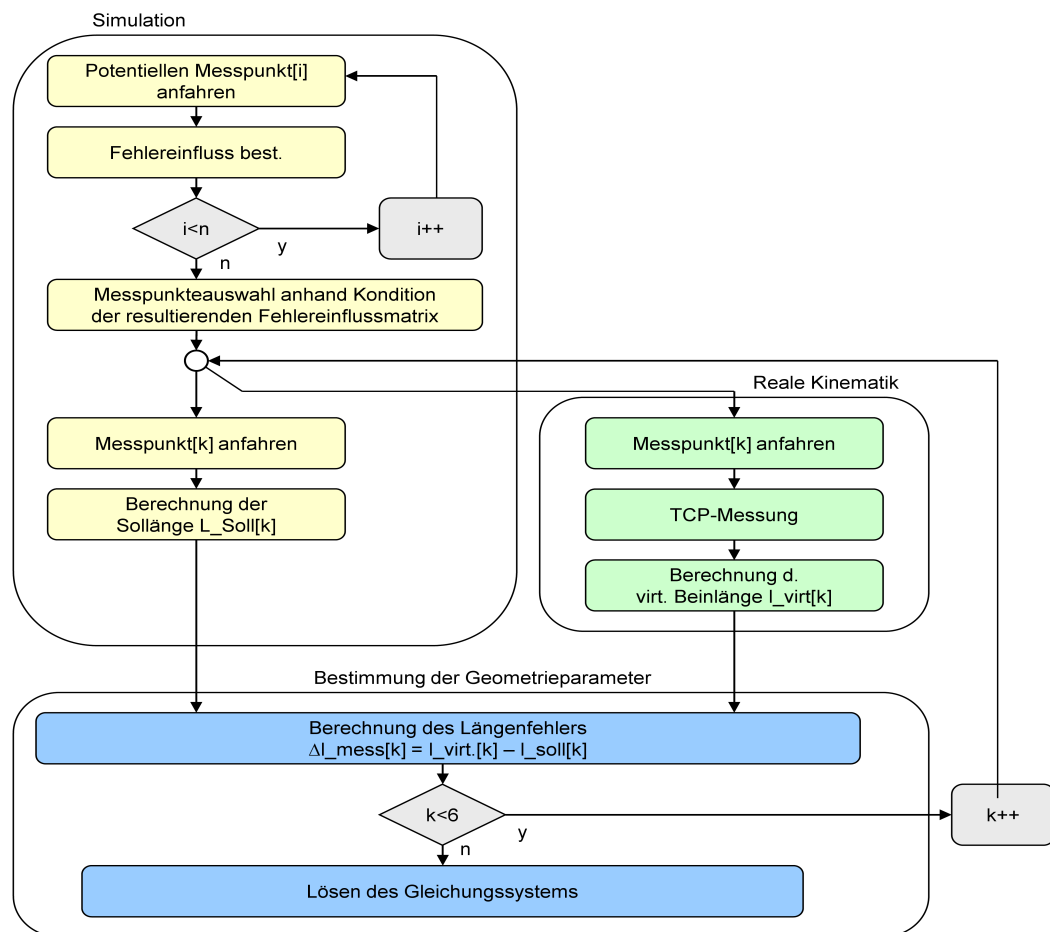 Simulation
Potentiellen Messpunkt[i]
anfahren
Fehlereinfluss best.
i<n
y
i++
n
Messpunkteauswahl anhand Kondition
der resultierenden Fehlereinflussmatrix
Reale Kinematik
Messpunkt[k] anfahren
Berechnung der
Sollänge L_Soll[k]
Messpunkt[k] anfahren
TCP-Messung
Berechnung d.
virt. Beinlänge l_virt[k]
Bestimmung der Geometrieparameter
Berechnung des Längenfehlers
Δl_mess[k] = l_virt.[k] – l_soll[k]
k<6
y
k++
n
Lösen des Gleichungssystems